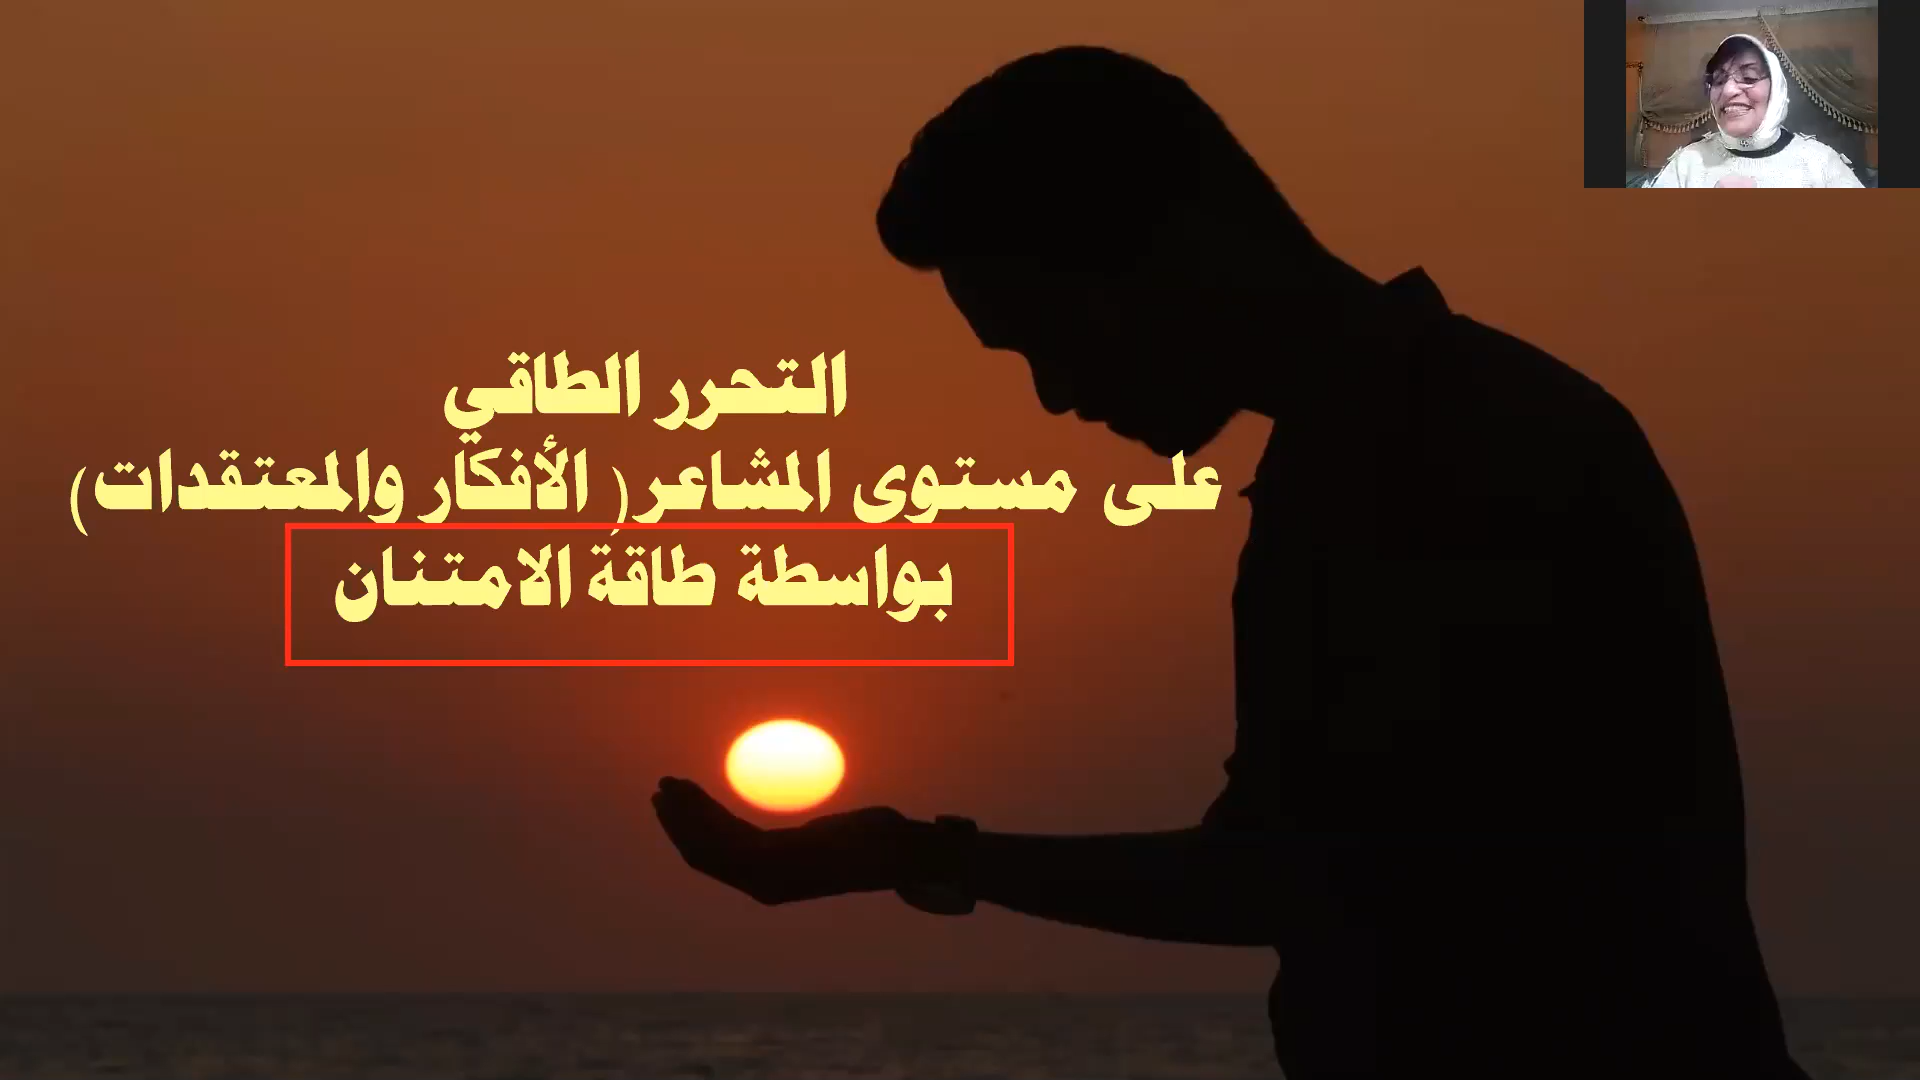 التحرر الطاقي
على مستوى المشاعر( الأفكار والمعتقدات)
بواسطة طاقة الامتنان